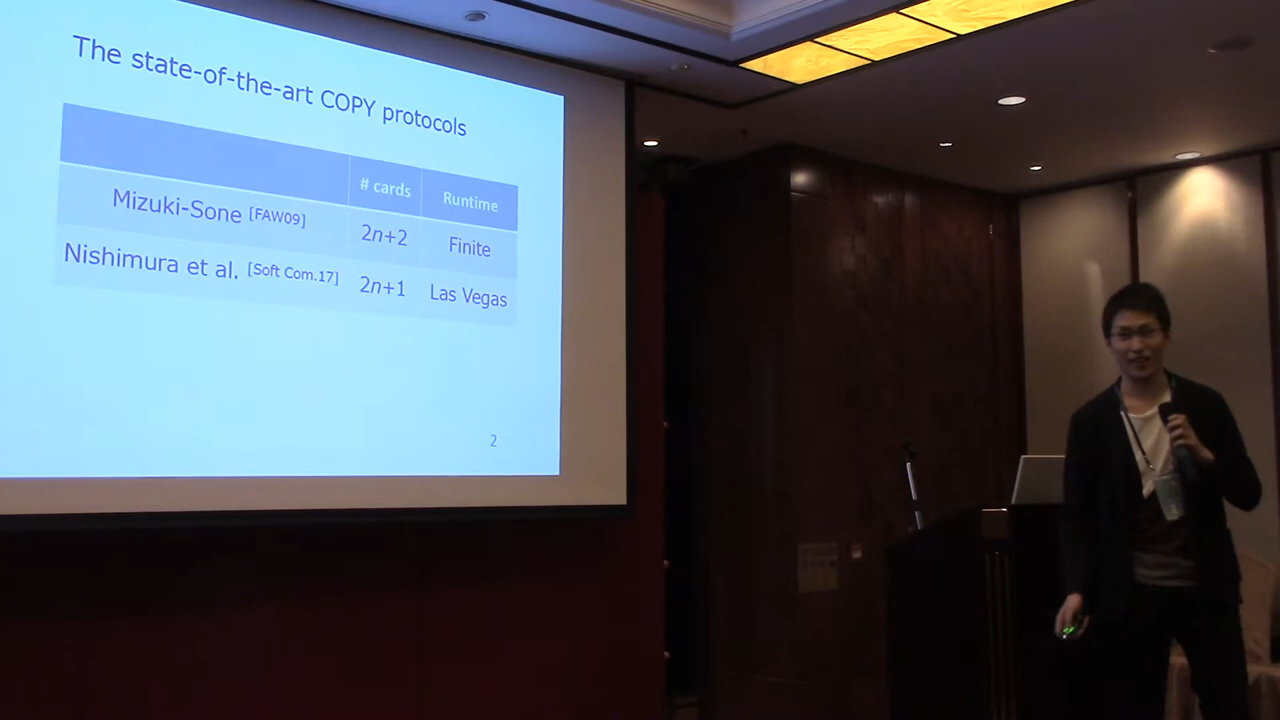 The state-of-the-art COPY protocols
# cards Runtime
Mizuki-Sone [FAW09] 2n+2 Finite
Nishimura et al. [Soft Com.17] 2n+1 Las Vegas
2